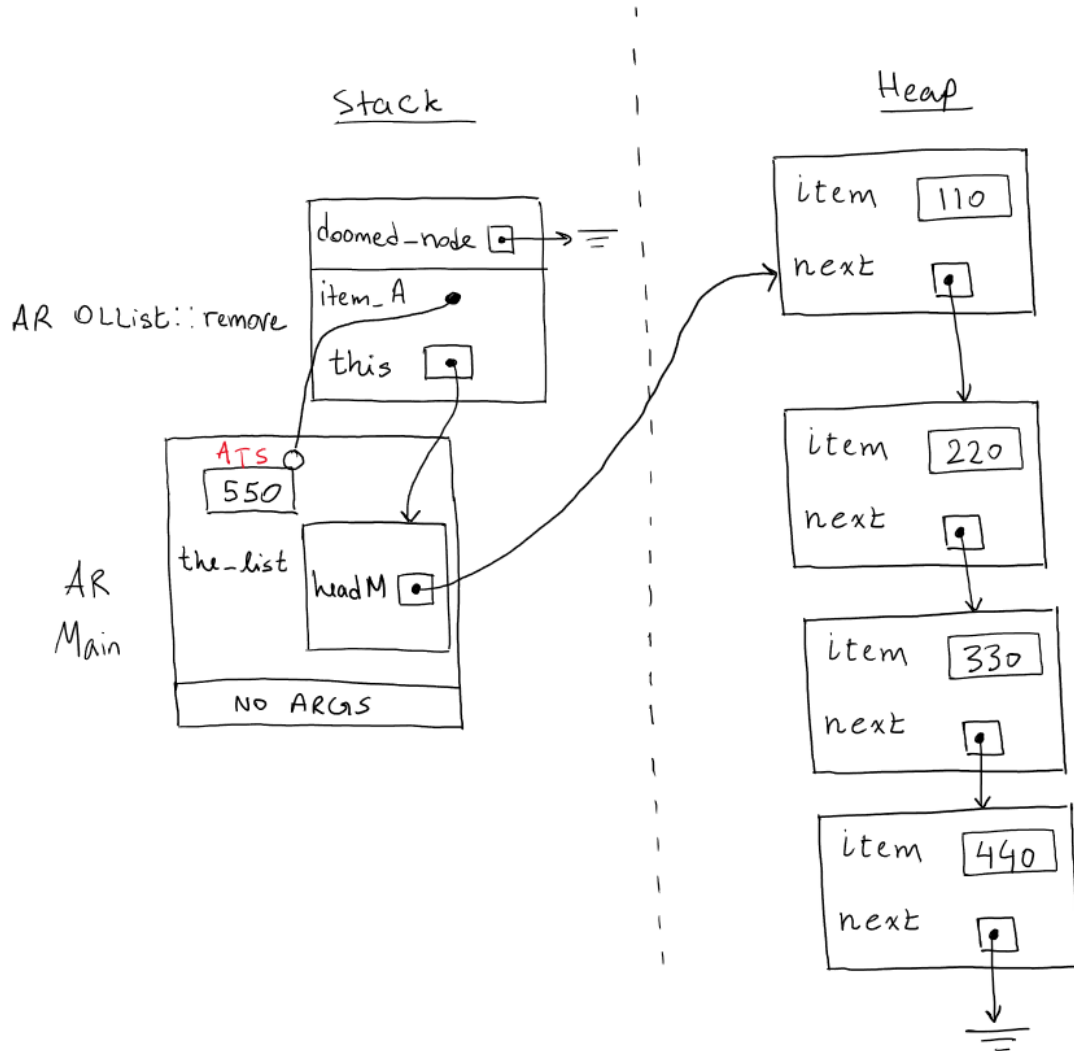 Stack
Heap
doomed_node
AR OLList::remove
item_A
this
ATS
550
AR
Main
the_list
headM
NO ARGS
item 110
next
item 220
next
item 330
next
item 440
next